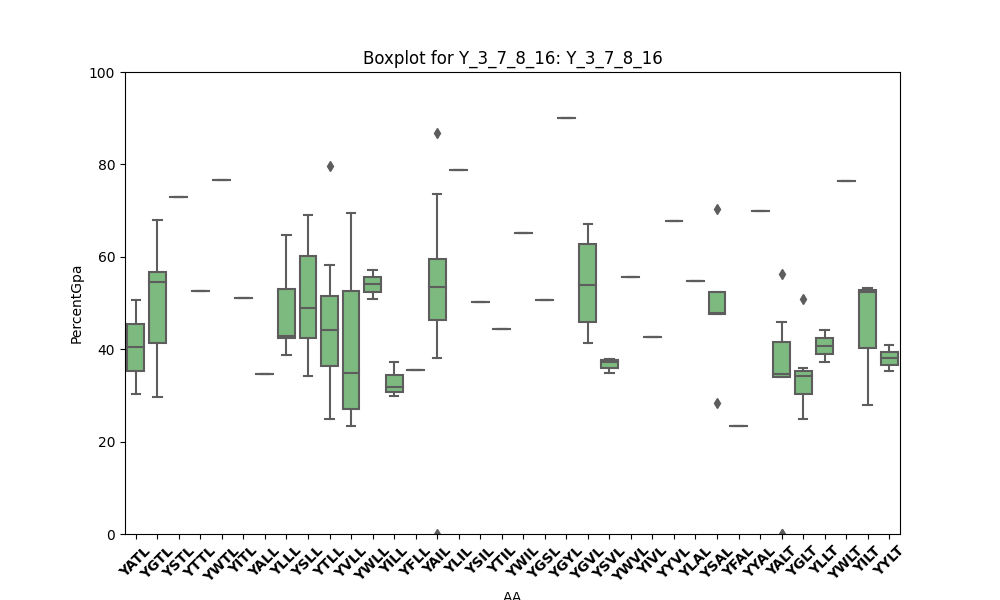 Boxplot for Y_3_7_8_16: Y_3_7_8_16
100
80
60
40
20
0
PercentGpa
YATL YGTL YSTL YTTL YWTL YITL YALL YLLL YSLL YTLL YVLL YWLL YILL YFLL YAIL YLIL YSIL YTIL YWIL YGSL YGYL YGVL YSVL YWVL YIVL YYVL YLAL YSAL YFAL YYAL YALT YGLT YLLT YWLT YILT YYLT
AA